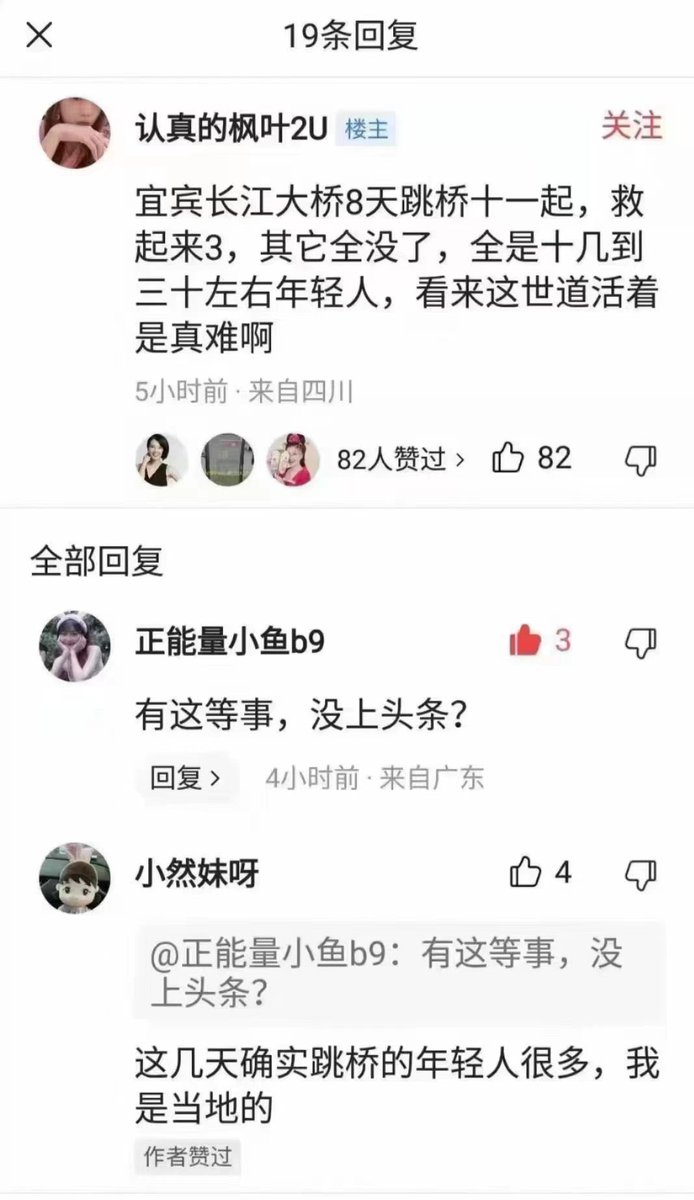 19条回复
认真的枫叶2U 楼主 关注
宜宾长江大桥8天跳桥十一起，救
起来3，其它全没了，全是十几到
三十左右年轻人，看来这世道活着
是真难啊
5小时前 · 来自四川
82人赞过 > 82
全部回复
正能量小鱼b9 3
有这等事，没上头条？
回复 > 4小时前 · 来自广东
小然妹呀 4
@正能量小鱼b9：有这等事，没
上头条？
这几天确实跳桥的年轻人很多，我
是当地的
作者赞过